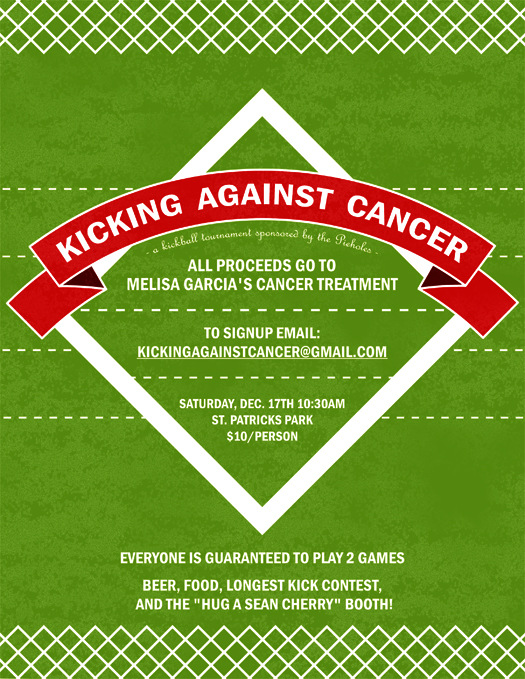 KICKING AGAINST CANCER
- a kickball tournament sponsored by the Pieholes -
ALL PROCEEDS GO TO
MELISA GARCIA'S CANCER TREATMENT
TO SIGNUP EMAIL:
KICKINGAGAINSTCANCER@GMAIL.COM
SATURDAY, DEC. 17TH 10:30AM
ST. PATRICKS PARK
$10/PERSON
EVERYONE IS GUARANTEED TO PLAY 2 GAMES
BEER, FOOD, LONGEST KICK CONTEST,
AND THE "HUG A SEAN CHERRY" BOOTH!